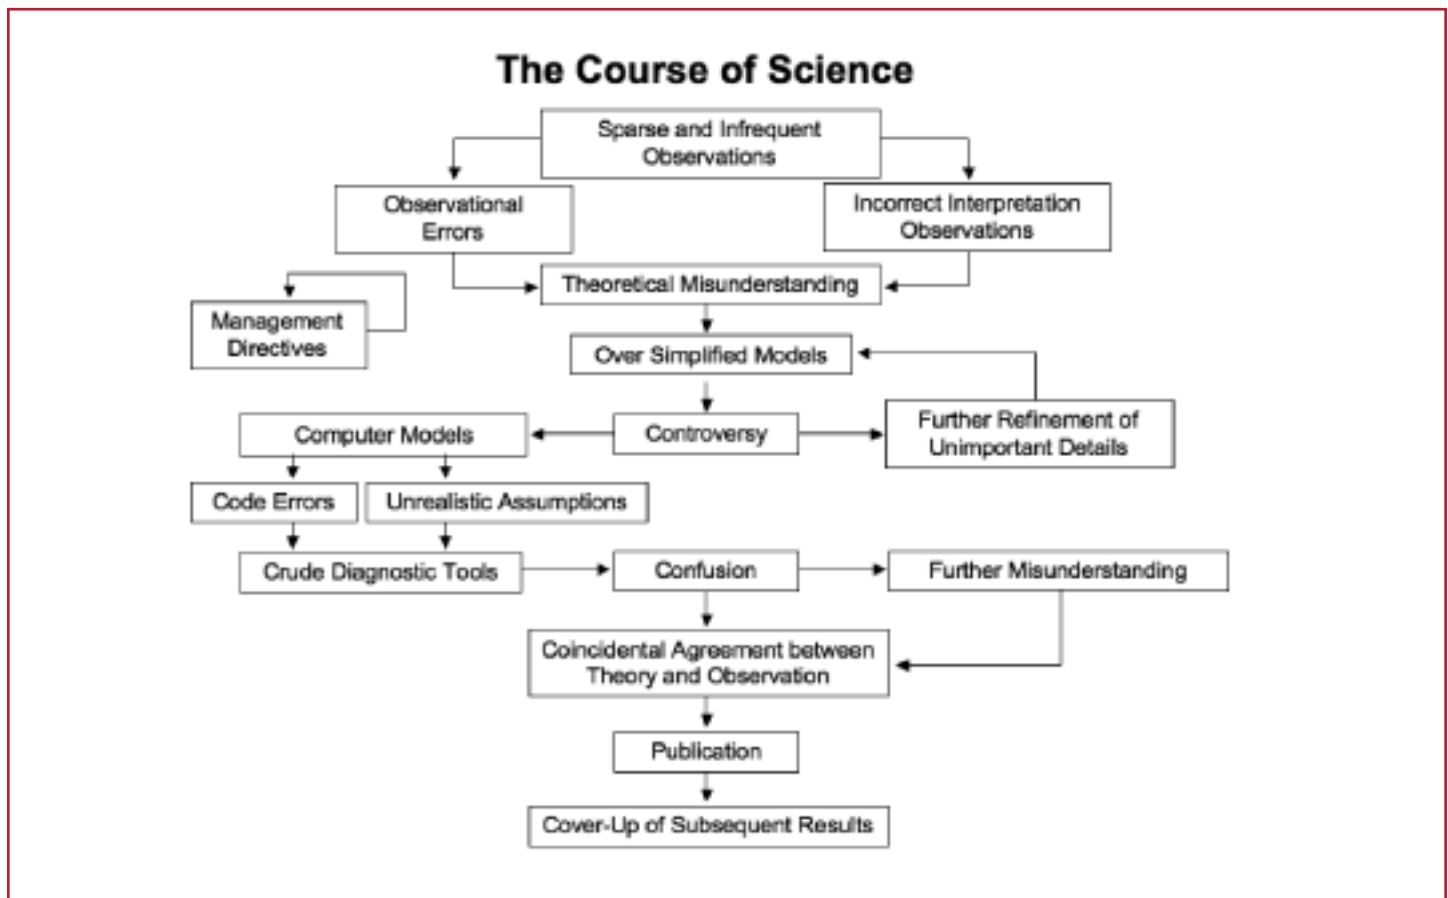 The Course of Science
Sparse and Infrequent
Observations
Observational
Errors
Incorrect Interpretation
Observations
Theoretical Misunderstanding
Management
Directives
Over Simplified Models
Computer Models
Controversy
Further Refinement of
Unimportant Details
Code Errors
Unrealistic Assumptions
Crude Diagnostic Tools
Confusion
Further Misunderstanding
Coincidental Agreement between
Theory and Observation
Publication
Cover-Up of Subsequent Results